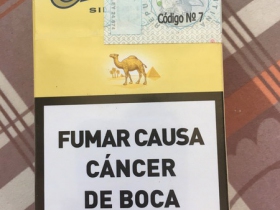 Código Nº 7
FUMAR CAUSA
CÁNCER
DE BOCA